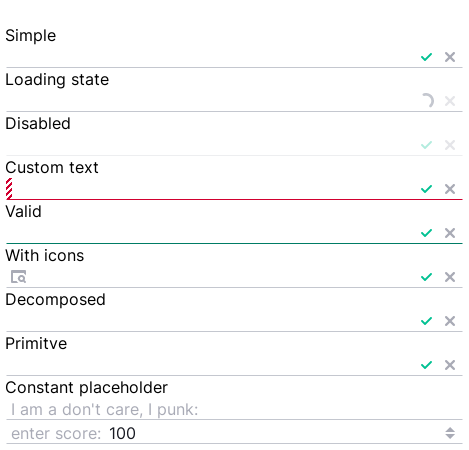 Simple
Loading state
Disabled
Custom text
Valid
With icons
Decomposed
Primitve
Constant placeholder
I am a don't care, I punk:
enter score: 100